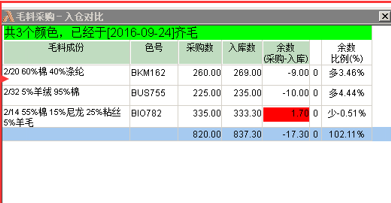 毛料采购-入仓对比
共3个颜色，已经于[2016-09-24]齐毛
毛料成份 色号 采购数 入库数 余数 余数
(采购-入库) 比例(%)
2/20 60%棉 40%涤纶 BKM162 260.00 269.00 -9.00 0 多3.46%
2/32 5%羊绒 95%棉 BUS755 225.00 235.00 -10.00 0 多4.44%
2/14 55%棉 15%尼龙 25%粘丝 BIO782 335.00 333.30 1.70 0 少-0.51%
5%羊毛
820.00 837.30 -17.30 0 102.11%